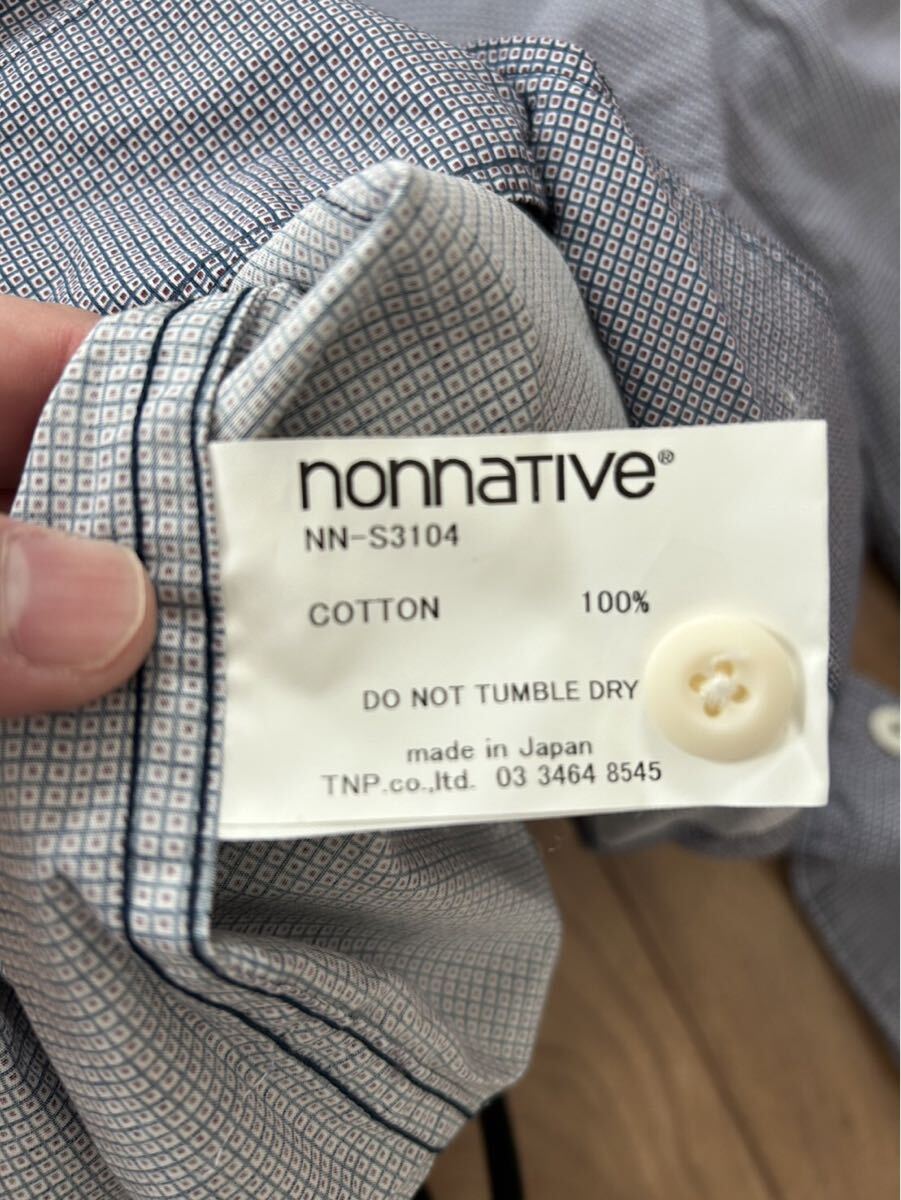 nonnative®
NN-S3104
COTTON 100%
DO NOT TUMBLE DRY
made in Japan
TNP.co.,ltd. 03 3464 8545